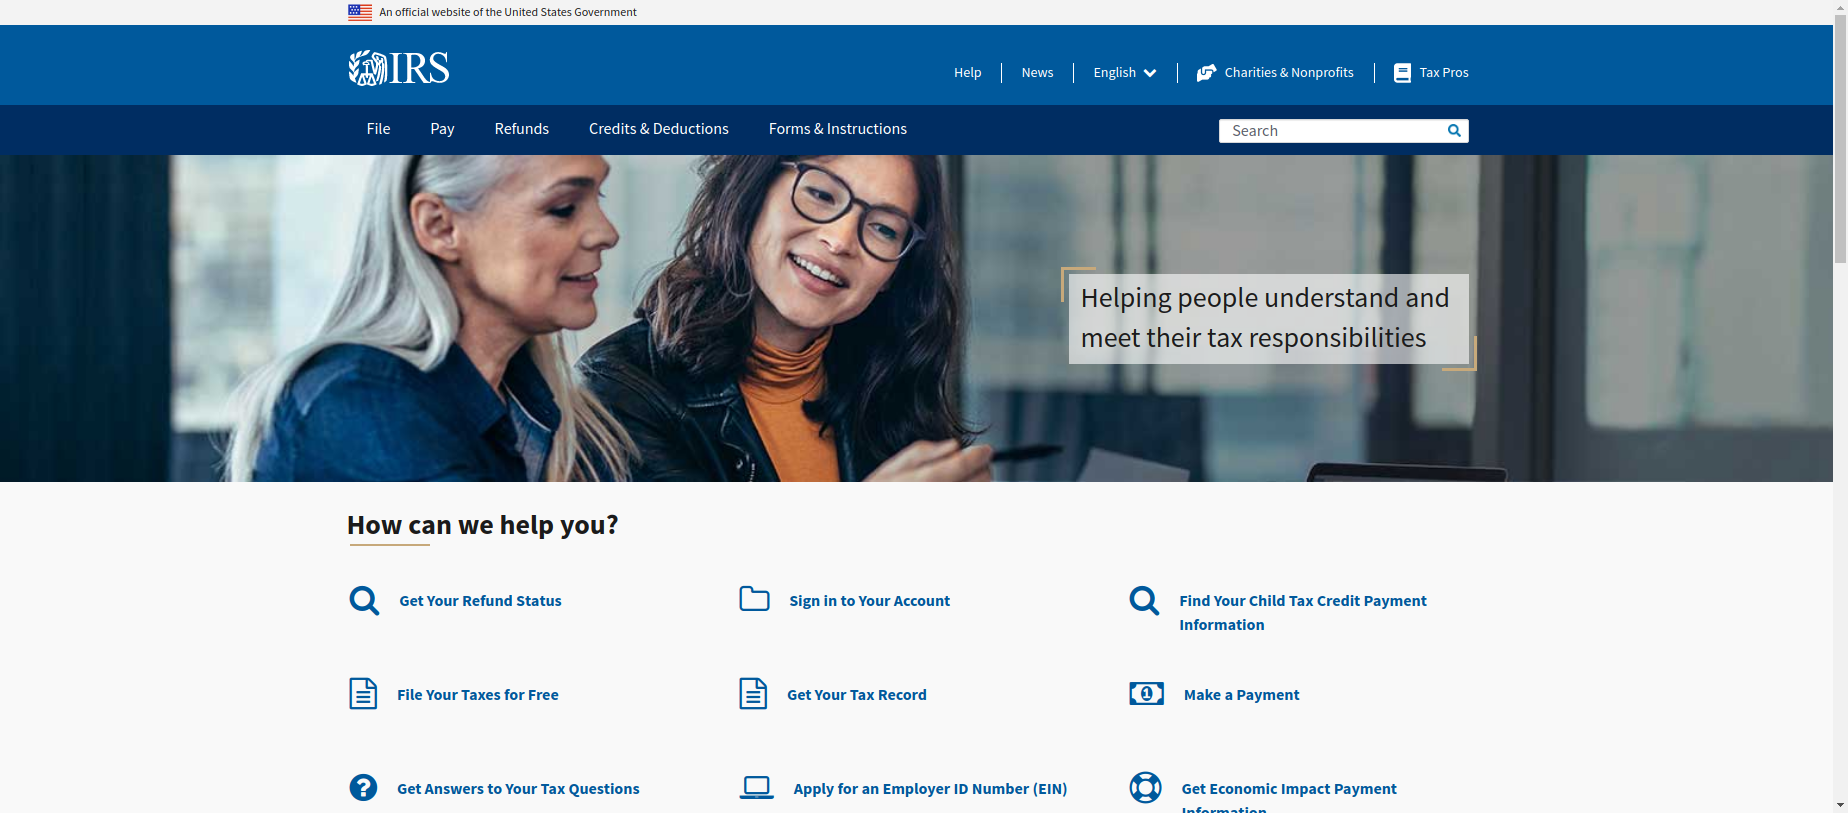 An official website of the United States Government
IRS
Help
News
English
Charities & Nonprofits
Tax Pros
File
Pay
Refunds
Credits & Deductions
Forms & Instructions
Search
Helping people understand and
meet their tax responsibilities
How can we help you?
Get Your Refund Status
Sign in to Your Account
Find Your Child Tax Credit Payment
Information
File Your Taxes for Free
Get Your Tax Record
1
Make a Payment
?
Get Answers to Your Tax Questions
Apply for an Employer ID Number (EIN)
Get Economic Impact Payment
Information